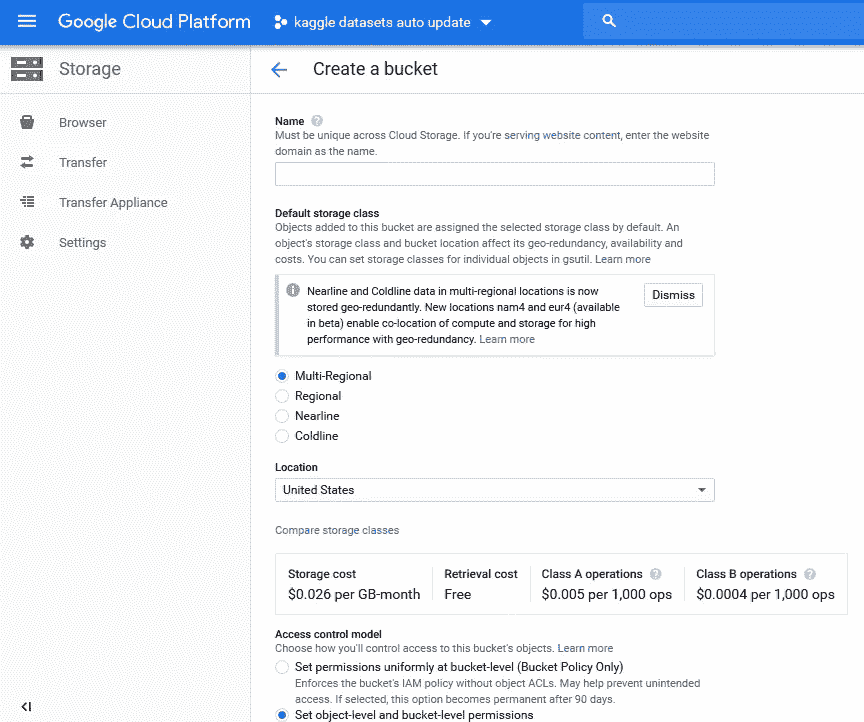 Google Cloud Platform
kaggle datasets auto update
Storage
Create a bucket
Browser
Transfer
Transfer Appliance
Settings
Name
Must be unique across Cloud Storage. If you're serving website content, enter the website
domain as the name.
Default storage class
Objects added to this bucket are assigned the selected storage class by default. An
object's storage class and bucket location affect its geo-redundancy, availability and
costs. You can set storage classes for individual objects in gsutil. Learn more
Nearline and Coldline data in multi-regional locations is now
stored geo-redundantly. New locations nam4 and eur4 (available
in beta) enable co-location of compute and storage for high
performance with geo-redundancy. Learn more
Dismiss
Multi-Regional
Regional
Nearline
Coldline
Location
United States
Compare storage classes
Storage cost
$0.026 per GB-month
Retrieval cost
Free
Class A operations
$0.005 per 1,000 ops
Class B operations
$0.0004 per 1,000 ops
Access control model
Choose how you'll control access to this bucket's objects. Learn more
Set permissions uniformly at bucket-level (Bucket Policy Only)
Enforces the bucket's IAM policy without object ACLs. May help prevent unintended
access. If selected, this option becomes permanent after 90 days.
Set object-level and bucket-level permissions